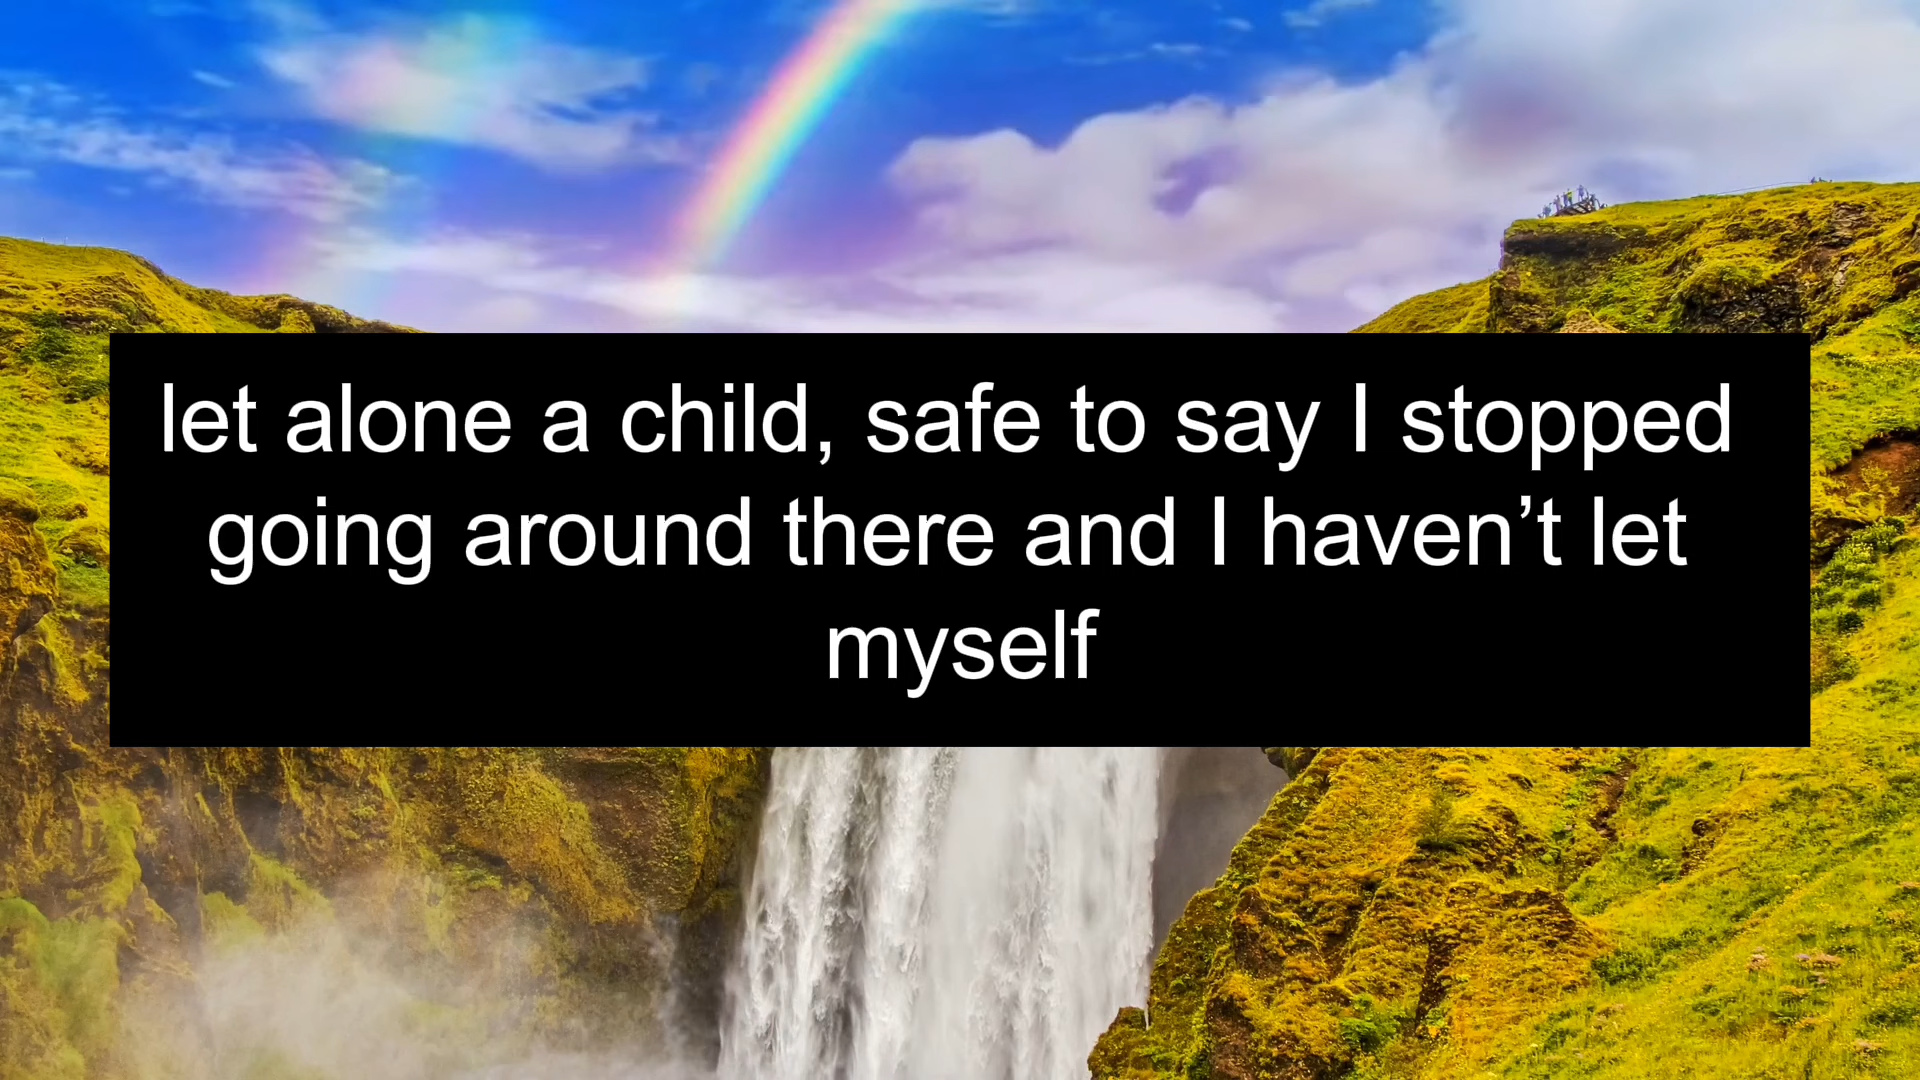 let alone a child, safe to say I stopped
going around there and I haven’t let
myself